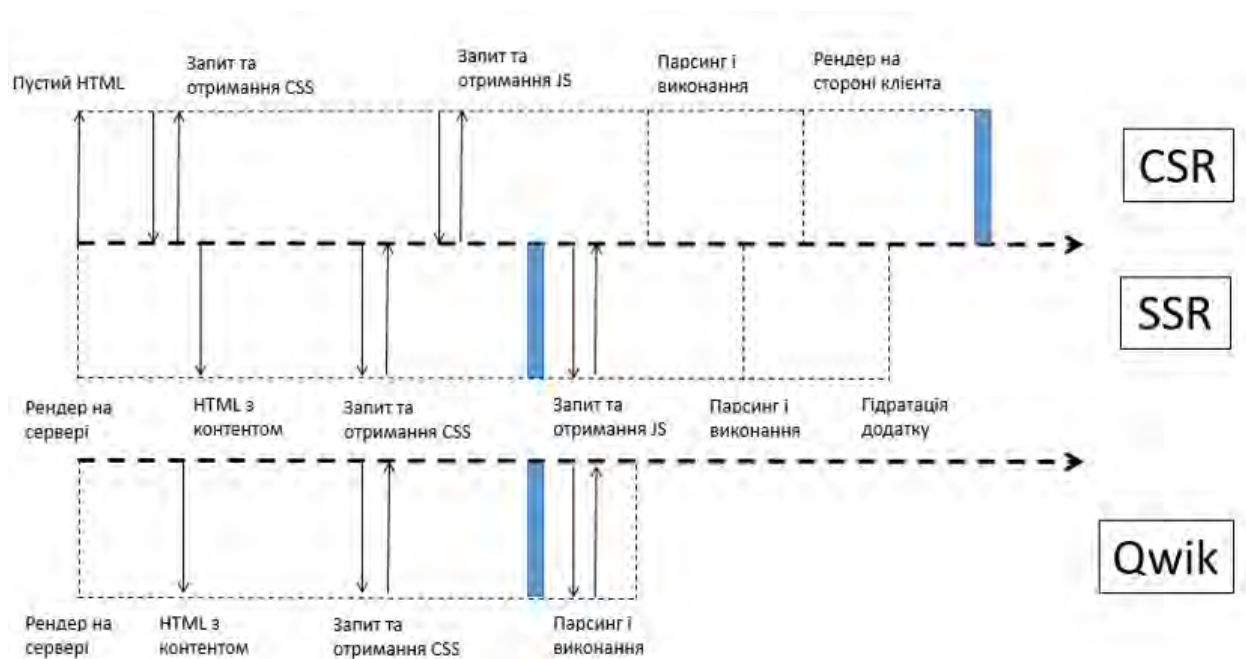 Пустий HTML
Запит та
отримання CSS
Запит та
отримання JS
Парсинг і
виконання
Рендер на
стороні клієнта
CSR
SSR
Рендер на
сервері
HTML з
контентом
Запит та
отримання CSS
Запит та
отримання JS
Парсинг і
виконання
Гідратація
додатку
Qwik
Рендер на
сервері
HTML з
контентом
Запит та
отримання CSS
Парсинг і
виконання